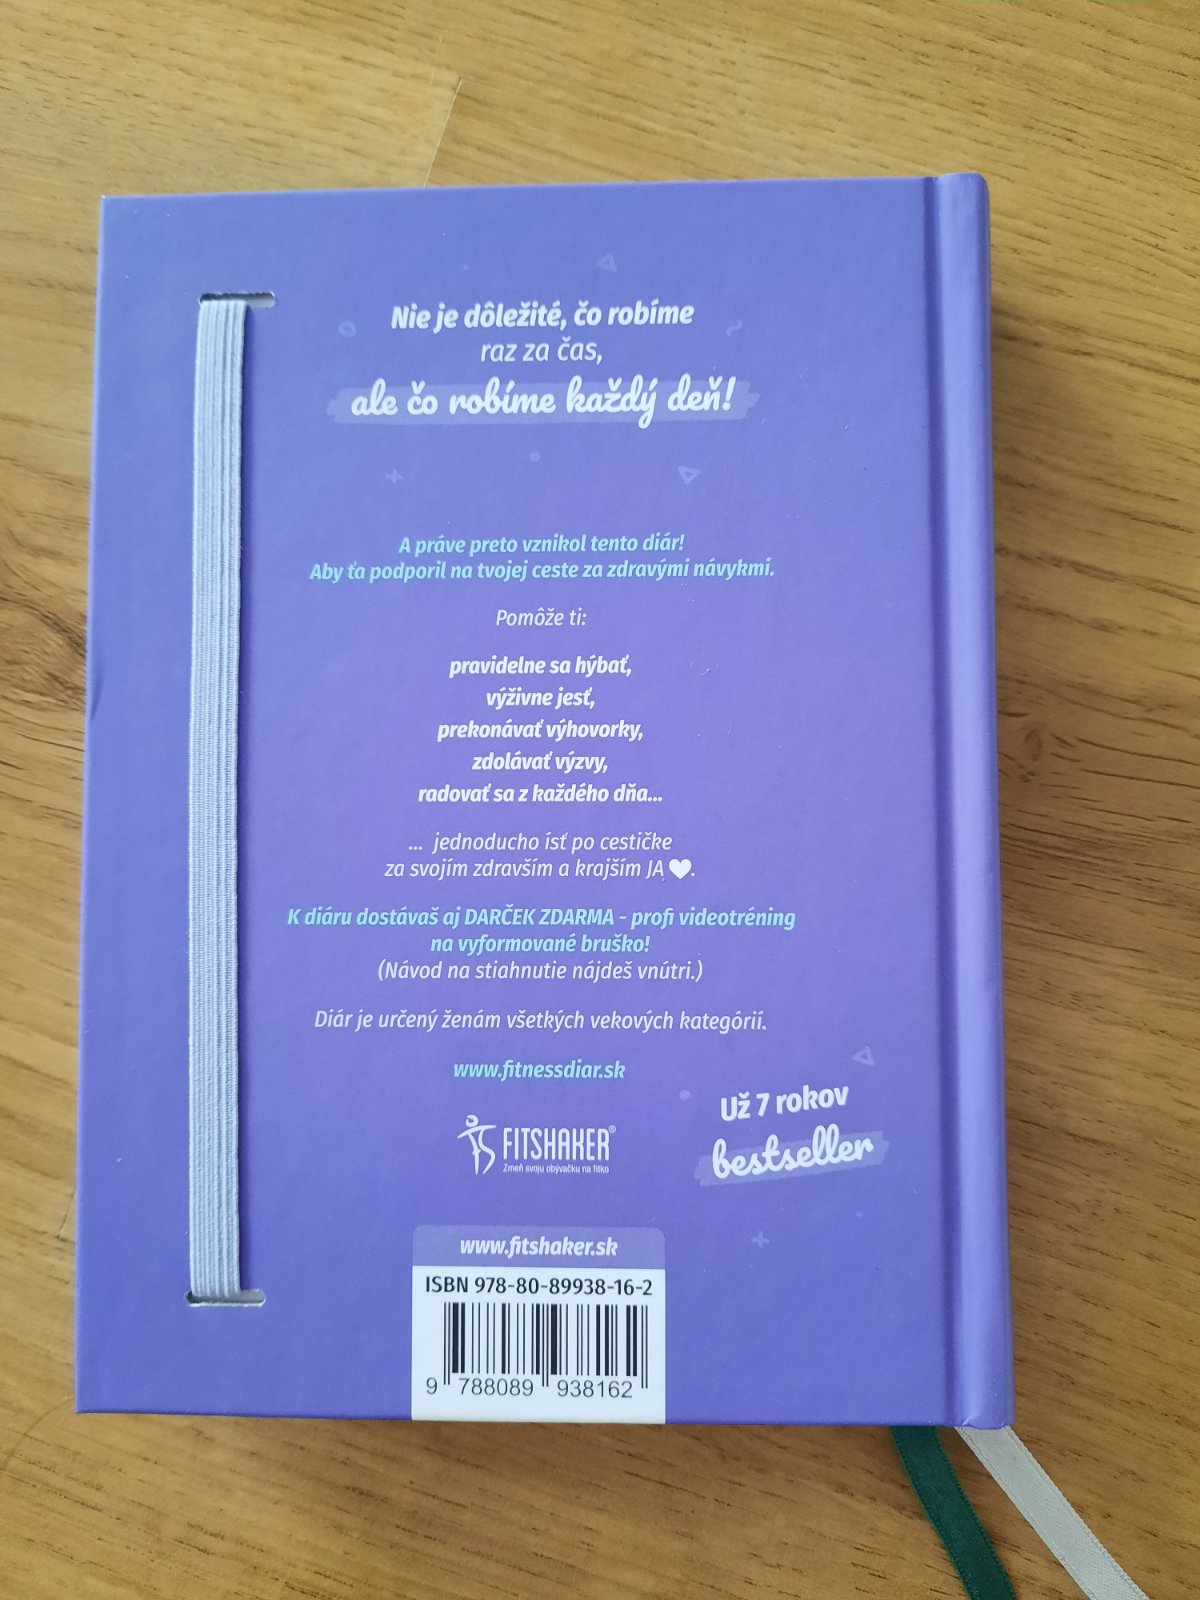 Nie je dôležité, čo robíme
raz za čas,
ale čo robíme každý deň!
A práve preto vznikol tento diár!
Aby ťa podporil na tvojej ceste za zdravými návykmi.
Pomôže ti:
pravidelne sa hýbať,
výživne jesť,
prekonávať výhovorky,
zdolávať výzvy,
radovať sa z každého dňa...
... jednoducho ísť po cestičke
za svojím zdravším a krajším JA🤍.
K diáru dostávaš aj DARČEK ZDARMA - profi videotréning
na vyformované bruško!
(Návod na stiahnutie nájdeš vnútri.)
Diár je určený ženám všetkých vekových kategórií.
www.fitnessdiar.sk
Už 7 rokov
bestseller
FITSHAKER®
Zmeň svoju obývačku na fitko
www.fitshaker.sk
ISBN 978-80-89938-16-2
9 788089 938162